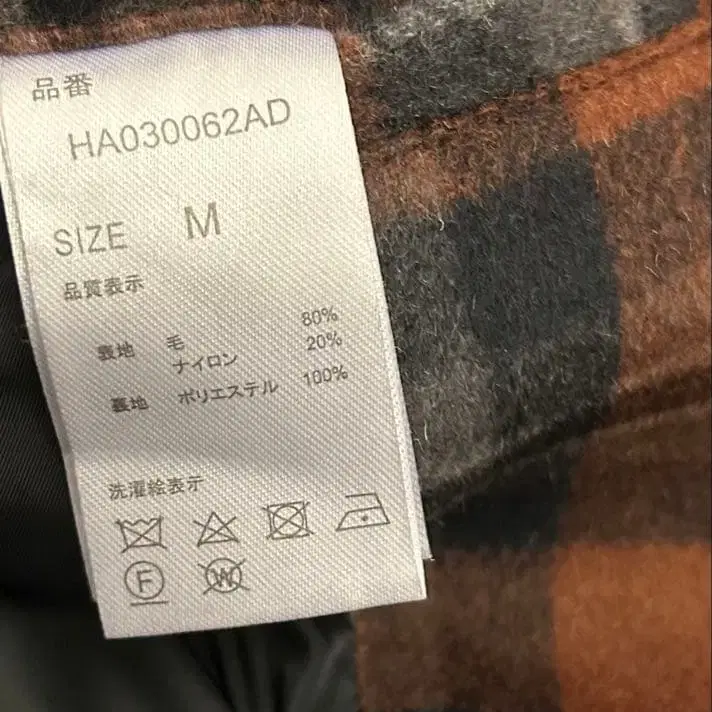 品番
HA030062AD
SIZE M
品質表示
表地 毛 80%
ナイロン 20%
裏地 ポリエステル 100%
洗濯絵表示
F W